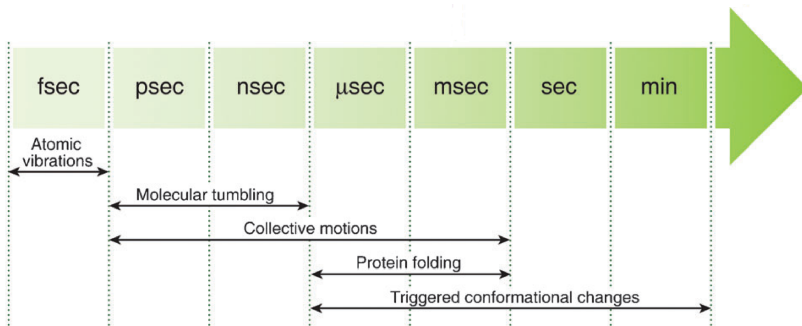 fsec psec nsec μsec msec sec min
Atomic
vibrations
Molecular tumbling
Collective motions
Protein folding
Triggered conformational changes